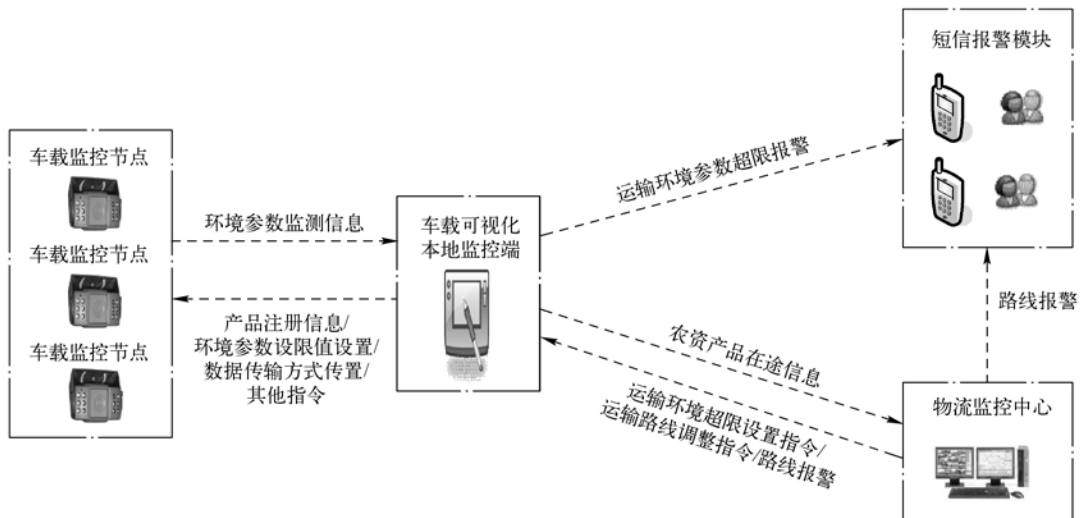 短信报警模块
车载监控节点
车载监控节点
车载监控节点
环境参数监测信息
产品注册信息/
环境参数设限值设置/
数据传输方式传置/
其他指令
车载可视化
本地监控端
运输环境参数超限报警
农资产品在途信息
运输环境超限设置指令/
运输路线调整指令/路线报警
路线报警
物流监控中心